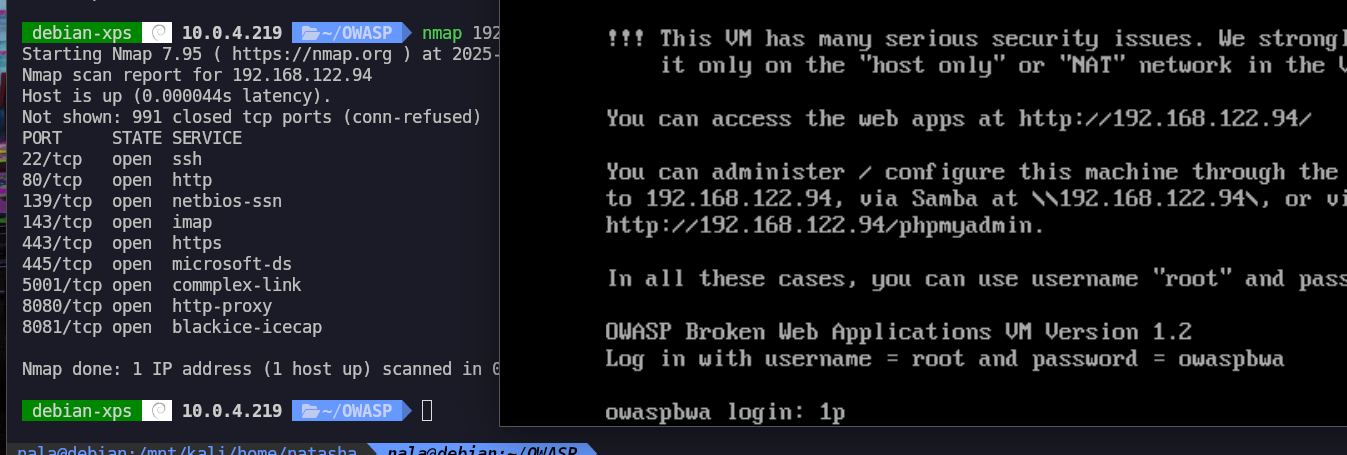 debian-xps 10.0.4.219 ~/OWASP nmap 192
Starting Nmap 7.95 ( https://nmap.org ) at 2025-
Nmap scan report for 192.168.122.94
Host is up (0.000044s latency).
Not shown: 991 closed tcp ports (conn-refused)
PORT STATE SERVICE
22/tcp open ssh
80/tcp open http
139/tcp open netbios-ssn
143/tcp open imap
443/tcp open https
445/tcp open microsoft-ds
5001/tcp open commplex-link
8080/tcp open http-proxy
8081/tcp open blackice-icecap
Nmap done: 1 IP address (1 host up) scanned in 0
debian-xps 10.0.4.219 ~/OWASP
nala@debian:/mnt/kali/home/natasha nala@debian:~/OWASP
!!! This VM has many serious security issues. We strongl
it only on the "host only" or "NAT" network in the V
You can access the web apps at http://192.168.122.94/
You can administer / configure this machine through the
to 192.168.122.94, via Samba at \\192.168.122.94\, or vi
http://192.168.122.94/phpmyadmin.
In all these cases, you can use username "root" and pass
OWASP Broken Web Applications VM Version 1.2
Log in with username = root and password = owaspbwa
owaspbwa login: 1p